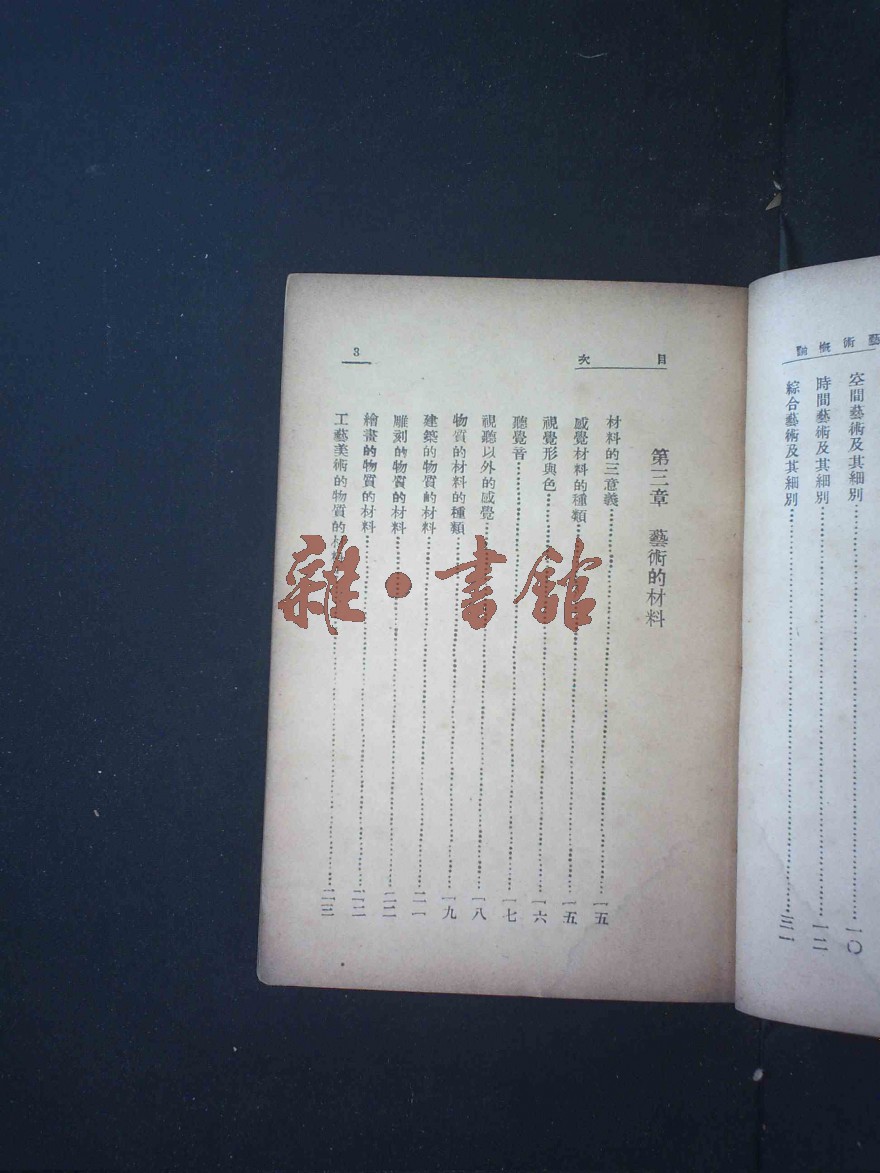 藝術概論
空間藝術及其細別……一〇
時間藝術及其細別……一二
綜合藝術及其細別……三一
目次
3
第三章　藝術的材料
材料的三意義……一五
感覺材料的種類……一五
視覺形與色……一六
聽覺音……一七
視聽以外的感覺……一八
物質的材料的種類……一九
建築的物質的材料……二一
雕刻的物質的材料……二二
繪畫的物質的材料……二二
工藝美術的物質的材料……二三
雜·書館